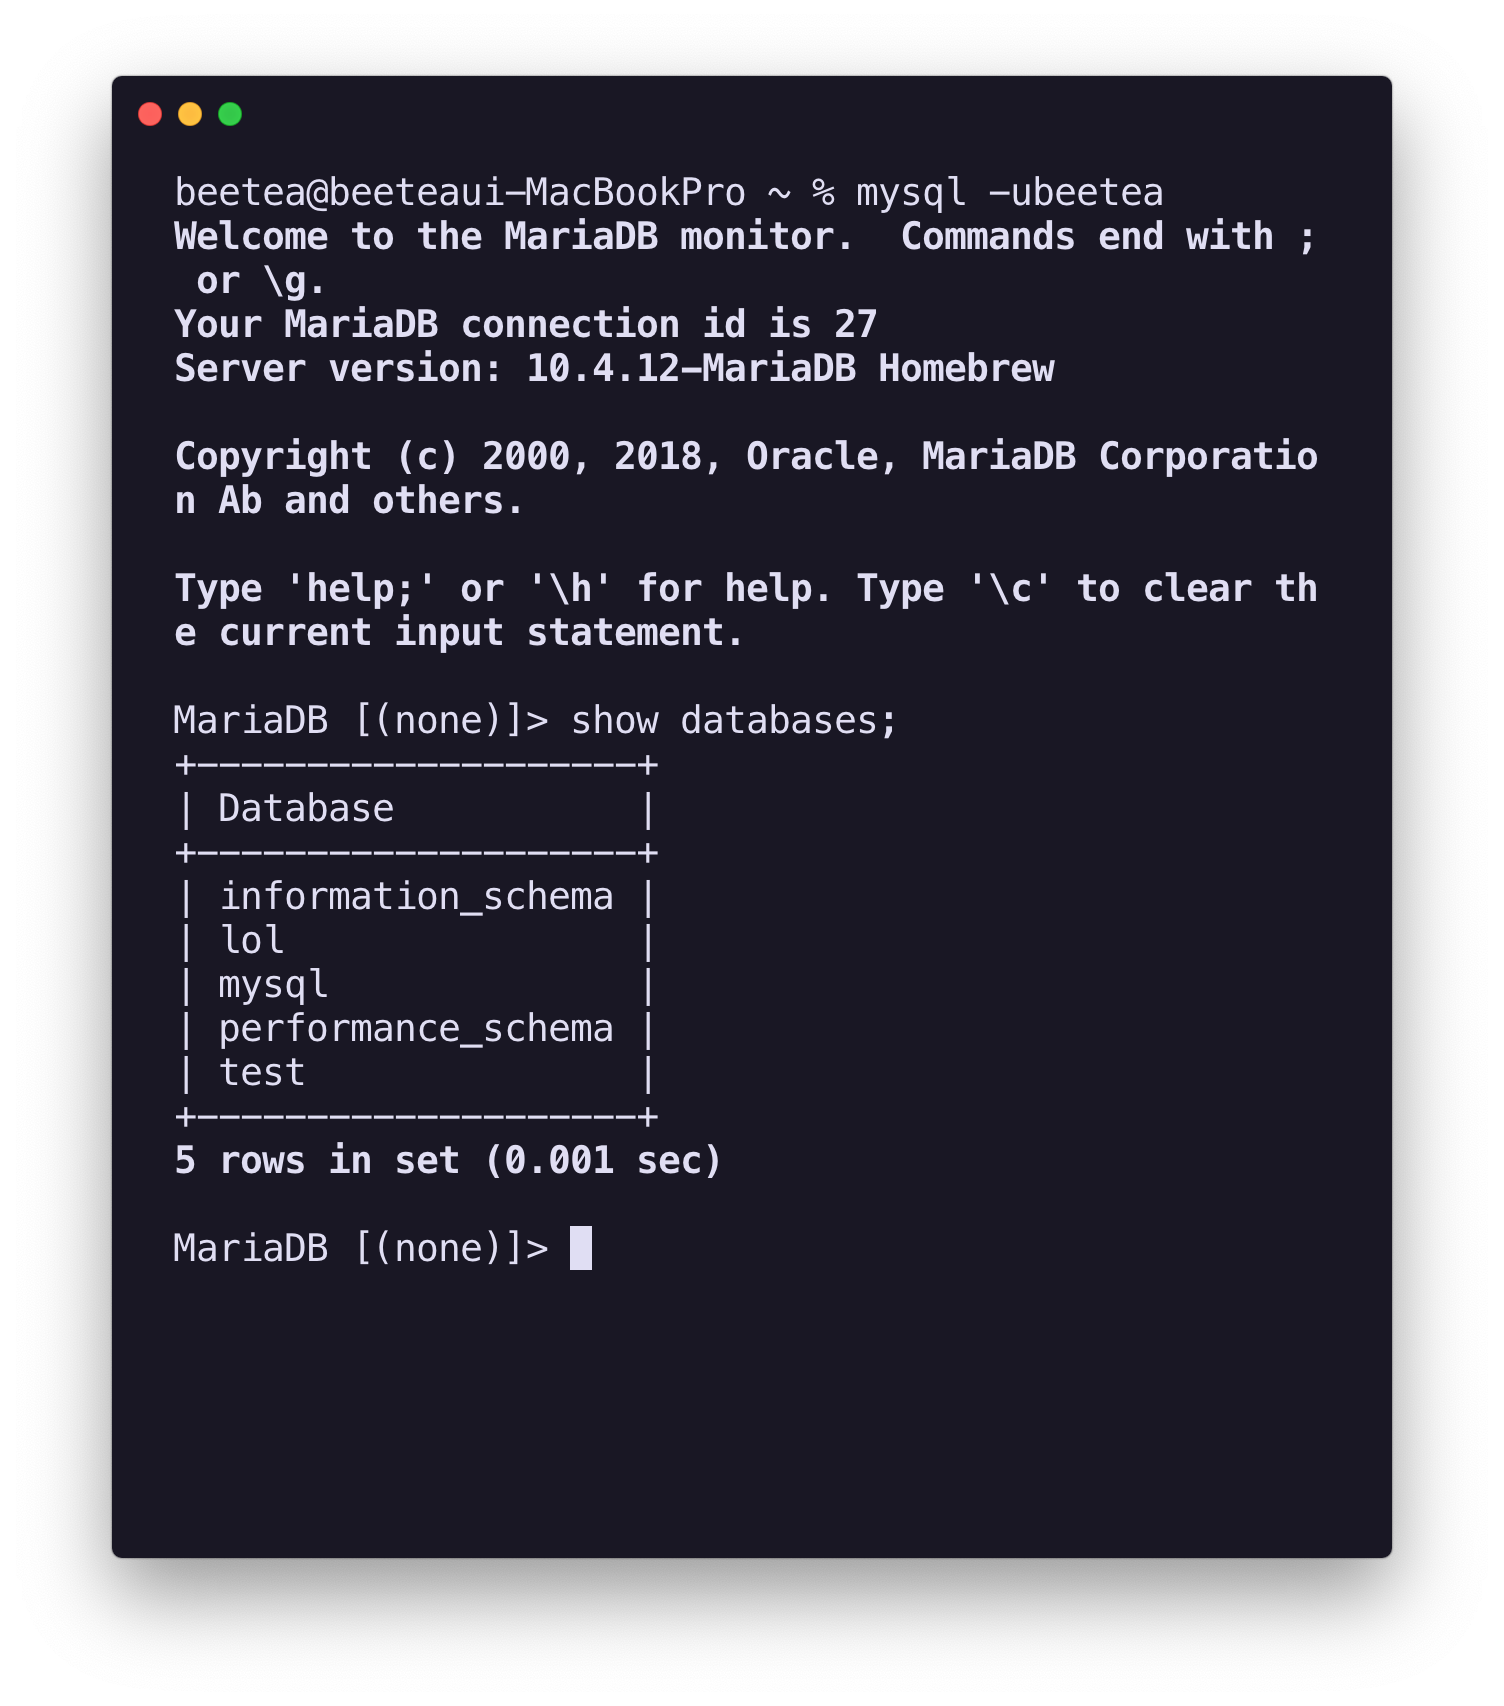 beetea@beeteaui-MacBookPro ~ % mysql -ubeetea
Welcome to the MariaDB monitor.  Commands end with ;
 or \g.
Your MariaDB connection id is 27
Server version: 10.4.12-MariaDB Homebrew

Copyright (c) 2000, 2018, Oracle, MariaDB Corporatio
n Ab and others.

Type 'help;' or '\h' for help. Type '\c' to clear th
e current input statement.

MariaDB [(none)]> show databases;
+--------------------+
| Database           |
+--------------------+
| information_schema |
| lol                |
| mysql              |
| performance_schema |
| test               |
+--------------------+
5 rows in set (0.001 sec)

MariaDB [(none)]>